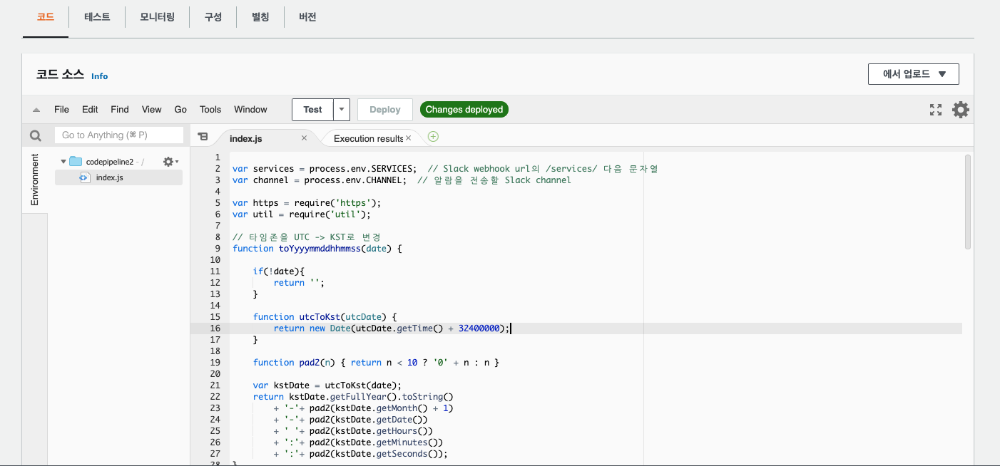 코드 테스트 모니터링 구성 별칭 버전
코드 소스 Info 에서 업로드 ▼
File Edit Find View Go Tools Window Test Deploy Changes deployed
Go to Anything (⌘ P) index.js × Execution results ×
Environment
codepipeline2 - /
index.js
1
2 var services = process.env.SERVICES;  // Slack webhook url의 /services/ 다음 문자열
3 var channel = process.env.CHANNEL;  // 알람을 전송할 Slack channel
4
5 var https = require('https');
6 var util = require('util');
7
8 // 타임존을 UTC -> KST로 변경
9 function toYyyymmddhhmmss(date) {
10
11     if(!date){
12         return '';
13     }
14
15     function utcToKst(utcDate) {
16         return new Date(utcDate.getTime() + 32400000);
17     }
18
19     function pad2(n) { return n < 10 ? '0' + n : n }
20
21     var kstDate = utcToKst(date);
22     return kstDate.getFullYear().toString()
23         + '-'+ pad2(kstDate.getMonth() + 1)
24         + '-'+ pad2(kstDate.getDate())
25         + ' '+ pad2(kstDate.getHours())
26         + ':'+ pad2(kstDate.getMinutes())
27         + ':'+ pad2(kstDate.getSeconds());
28 }